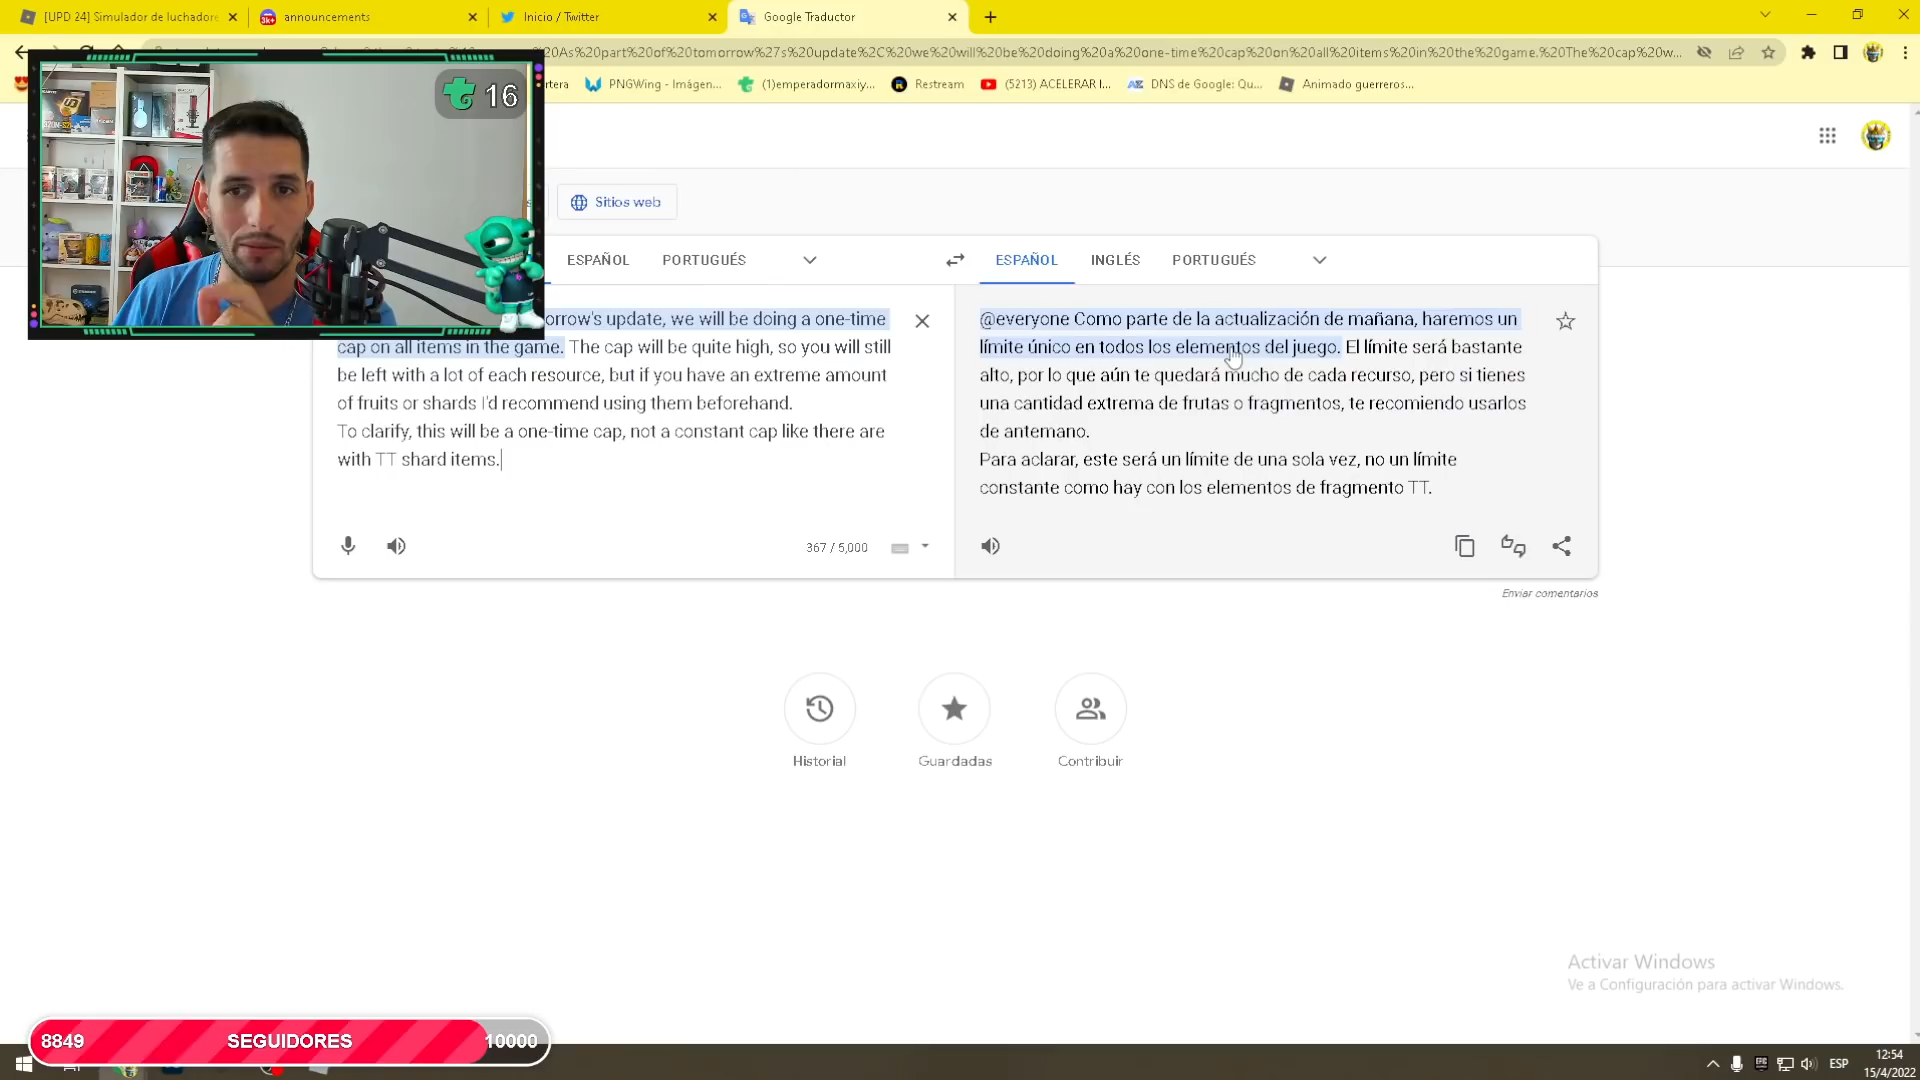 [UPD 24] Simulador de luchadore
announcements
Inicio / Twitter
Google Traductor
%20As%20part%20of%20tomorrow%27s%20update%2C%20we%20will%20be%20doing%20a%20one-time%20cap%20on%20all%20items%20in%20the%20game.%20The%20cap%20w...
rtera
PNGWing - Imágen...
(1)emperadormaxiy...
Restream
(5213) ACELERAR I...
DNS de Google: Qu...
Animado guerreros...
16
Sitios web
ESPAÑOL
PORTUGUÉS
ESPAÑOL
INGLÉS
PORTUGUÉS
orrow's update, we will be doing a one-time
cap on all items in the game. The cap will be quite high, so you will still
be left with a lot of each resource, but if you have an extreme amount
of fruits or shards I'd recommend using them beforehand.
To clarify, this will be a one-time cap, not a constant cap like there are
with TT shard items.
367 / 5,000
@everyone Como parte de la actualización de mañana, haremos un
límite único en todos los elementos del juego. El límite será bastante
alto, por lo que aún te quedará mucho de cada recurso, pero si tienes
una cantidad extrema de frutas o fragmentos, te recomiendo usarlos
de antemano.
Para aclarar, este será un límite de una sola vez, no un límite
constante como hay con los elementos de fragmento TT.
Enviar comentarios
Historial
Guardadas
Contribuir
Activar Windows
Ve a Configuración para activar Windows.
8849
SEGUIDORES
10000
ESP
12:54
15/4/2022